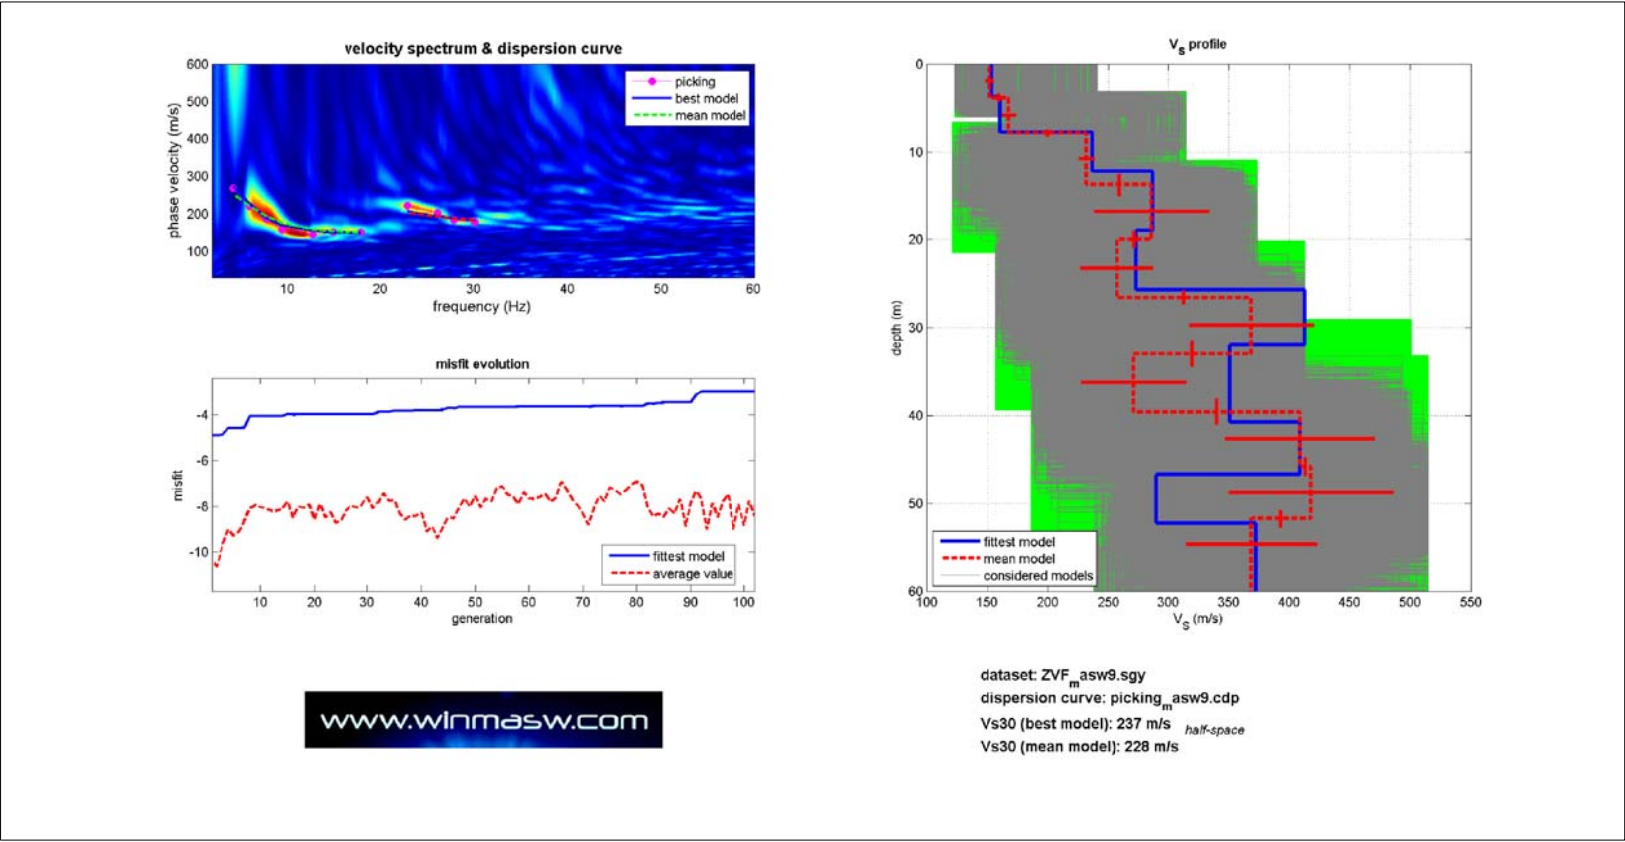 velocity spectrum & dispersion curve
600
500
400
300
200
100
phase velocity (m/s)
picking
best model
mean model
10
20
30
40
50
60
frequency (Hz)
misfit evolution
-4
-6
-8
-10
misfit
fittest model
average value
10
20
30
40
50
60
70
80
90
100
generation
www.winmasw.com
VS profile
0
10
20
30
40
50
60
depth (m)
fittest model
mean model
considered models
100
150
200
250
300
350
400
450
500
550
VS (m/s)
dataset: ZVFmasw9.sgy
dispersion curve: pickingmasw9.cdp
Vs30 (best model): 237 m/s half-space
Vs30 (mean model): 228 m/s